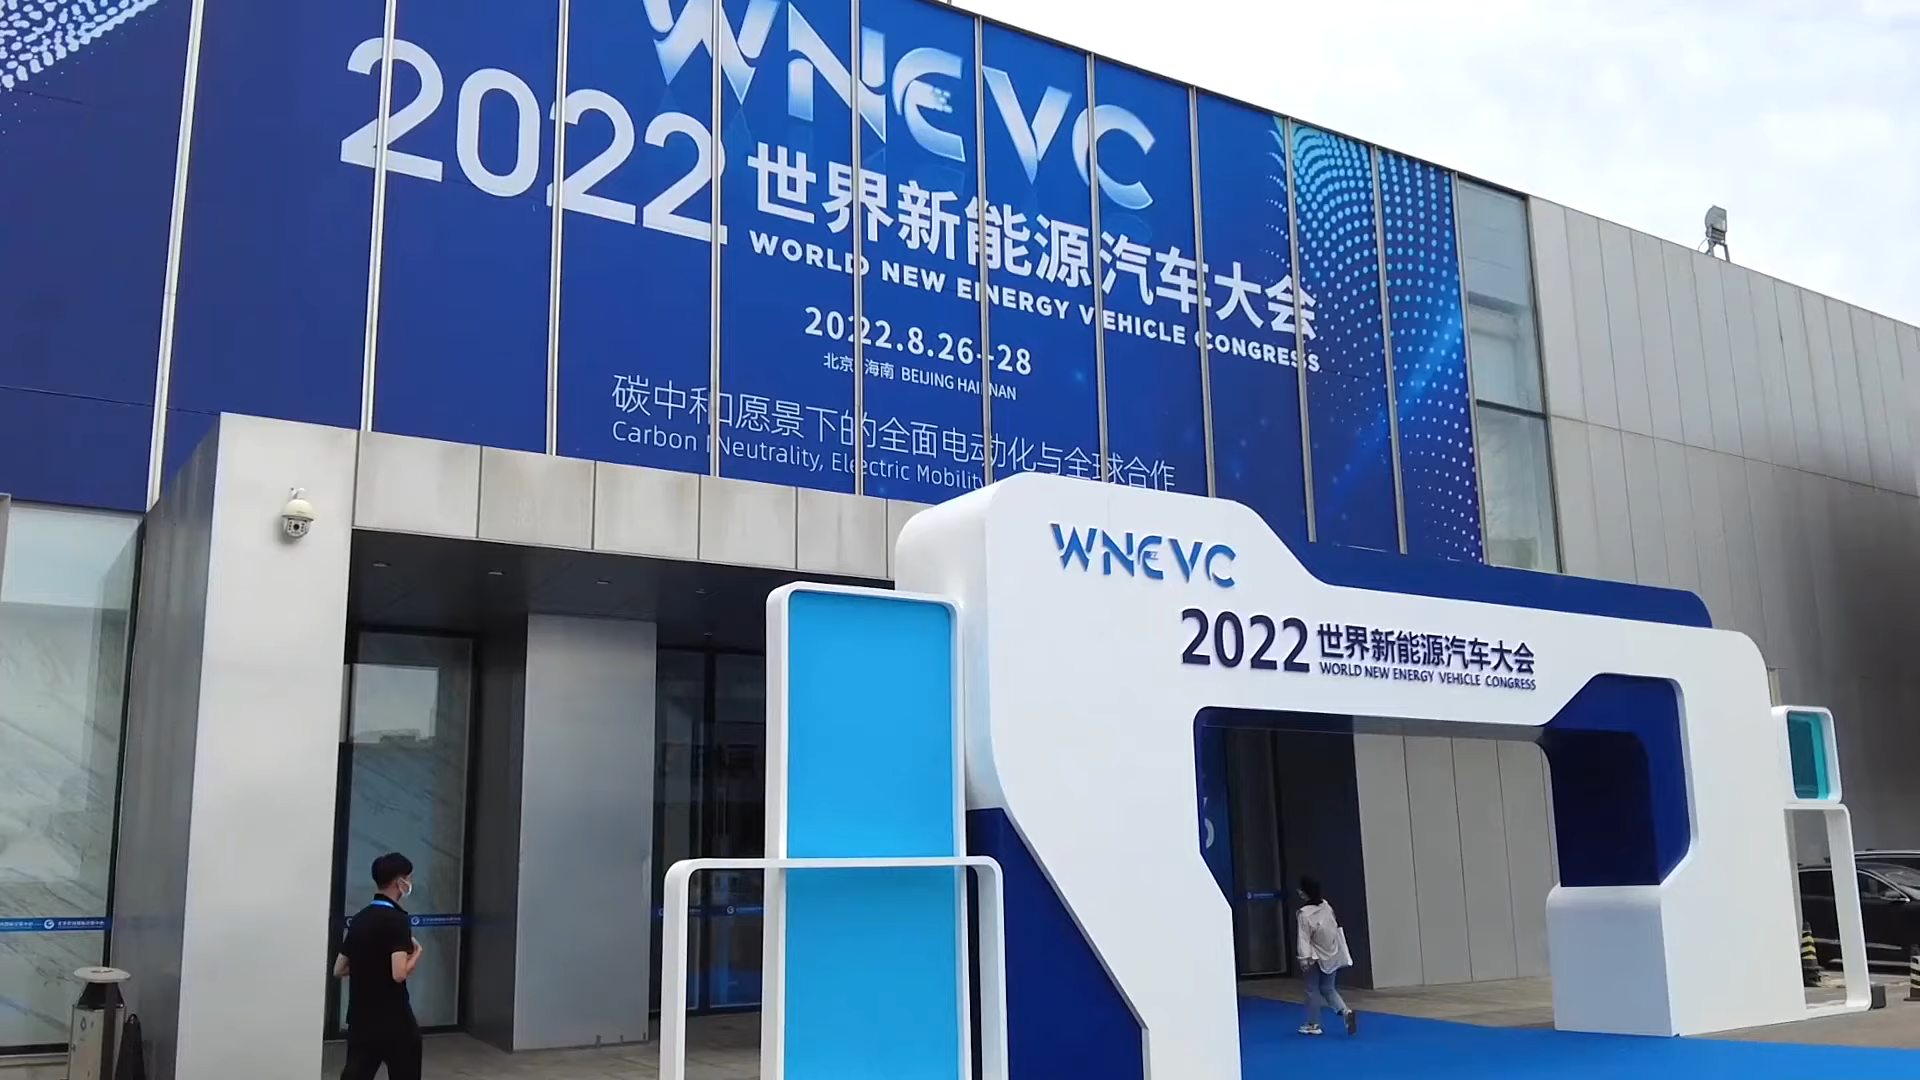 WNEVC
2022 世界新能源汽车大会
WORLD NEW ENERGY VEHICLE CONGRESS
2022.8.26-28
北京 海南 BEIJING HAINAN
碳中和愿景下的全面电动化与全球合作
Carbon Neutrality, Electric Mobility
WNEVC
2022 世界新能源汽车大会
WORLD NEW ENERGY VEHICLE CONGRESS